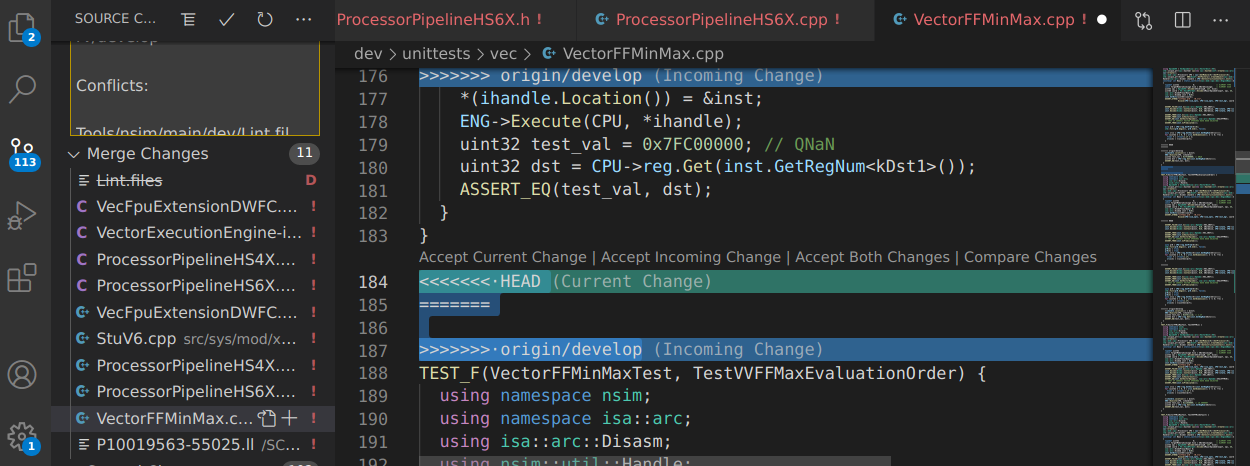 SOURCE C...
ProcessorPipelineHS6X.h !
ProcessorPipelineHS6X.cpp !
VectorFFMinMax.cpp !
dev > unittests > vec > VectorFFMinMax.cpp
2
113
1
Conflicts:
Tools/nsim/main/dev/Lint.fil
Merge Changes 11
Lint.files D
C VecFpuExtensionDWFC.... !
C VectorExecutionEngine-i... !
C ProcessorPipelineHS4X.... !
C ProcessorPipelineHS6X.... !
VecFpuExtensionDWFC.... !
StuV6.cpp src/sys/mod/x... !
ProcessorPipelineHS4X.... !
ProcessorPipelineHS6X.... !
VectorFFMinMax.c... !
P10019563-55025.ll /SC... !
176 >>>>>>> origin/develop (Incoming Change)
177 *(ihandle.Location()) = &inst;
178 ENG->Execute(CPU, *ihandle);
179 uint32 test_val = 0x7FC00000; // QNaN
180 uint32 dst = CPU->reg.Get(inst.GetRegNum<kDst1>());
181 ASSERT_EQ(test_val, dst);
182 }
183 }
Accept Current Change | Accept Incoming Change | Accept Both Changes | Compare Changes
184 <<<<<<<·HEAD (Current Change)
185 =======
186
187 >>>>>>>·origin/develop (Incoming Change)
188 TEST_F(VectorFFMinMaxTest, TestVVFFMaxEvaluationOrder) {
189 using namespace nsim;
190 using namespace isa::arc;
191 using isa::arc::Disasm;
192 using nsim::util::Handle;